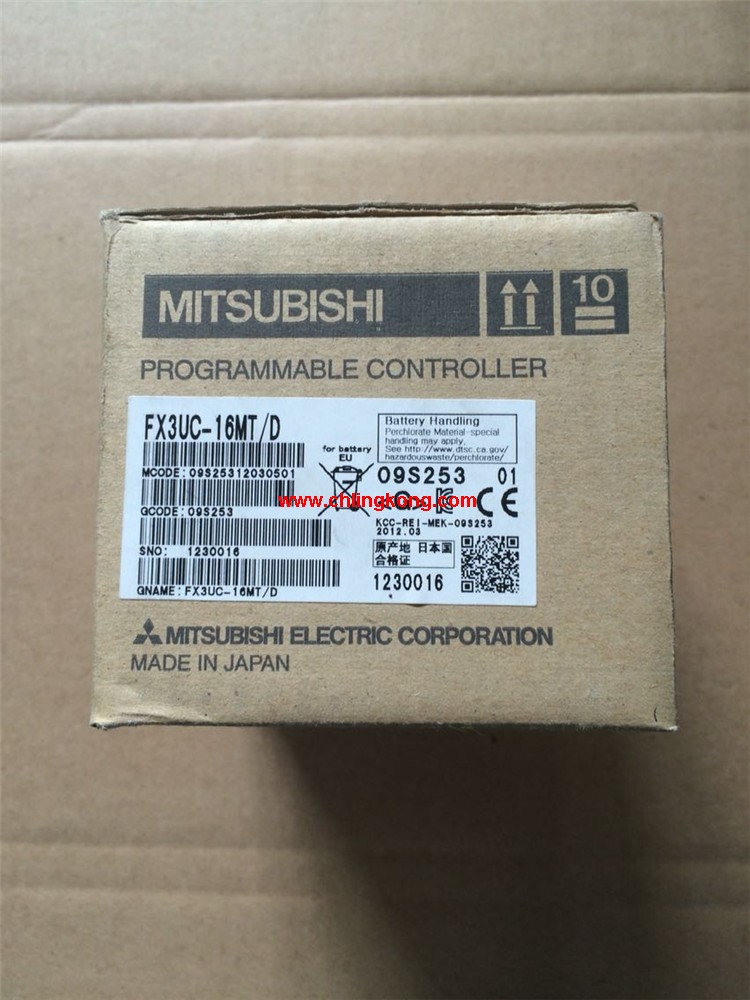 MITSUBISHI
10
PROGRAMMABLE CONTROLLER
FX3UC-16MT/D
Battery Handling
Perchlorate Material-special
handling may apply.
See http://www.dtsc.ca.gov/
hazardouswaste/perchlorate/
for battery
EU
MCODE: 09S25312030501
09S253 01
www.chlingkong.com
GCODE: 09S253
CE
KCC-REI-MEK-09S253
2012.03
SNO: 1230016
原产地 日本国
合格证
1230016
GNAME: FX3UC-16MT/D
MITSUBISHI ELECTRIC CORPORATION
MADE IN JAPAN